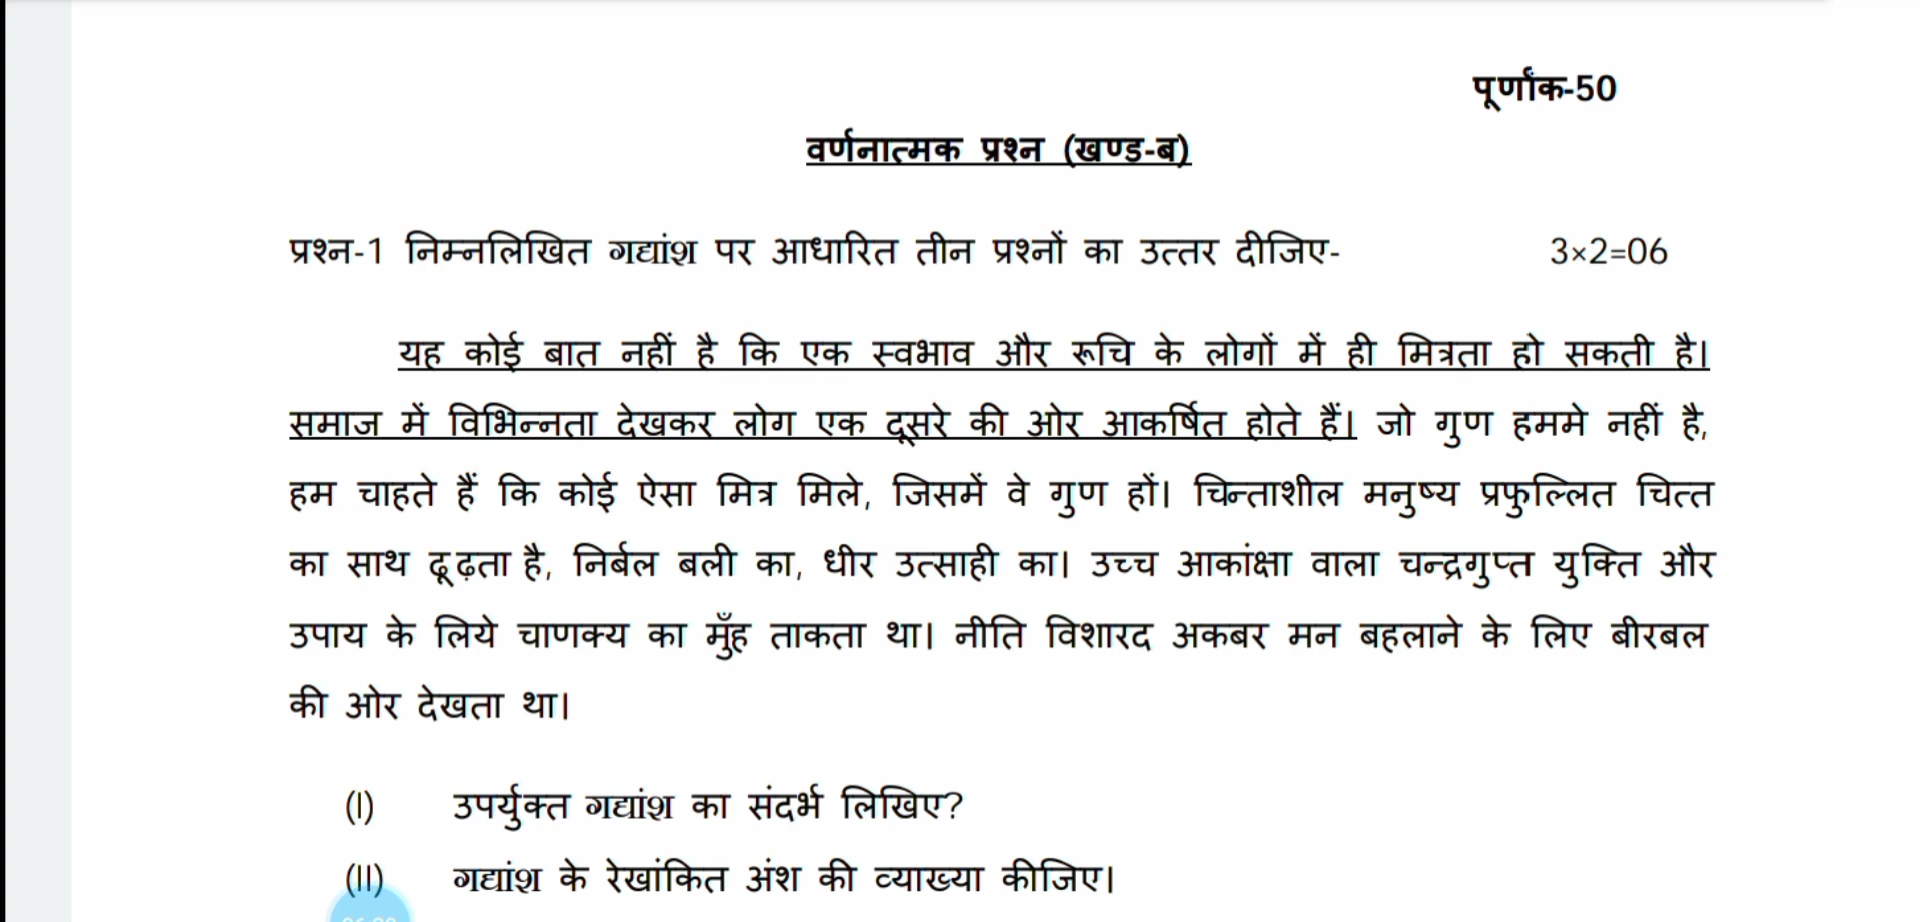 पूर्णांक-50
वर्णनात्मक प्रश्न (खण्ड-ब)
प्रश्न-1 निम्नलिखित गद्यांश पर आधारित तीन प्रश्नों का उत्तर दीजिए- 3×2=06
यह कोई बात नहीं है कि एक स्वभाव और रूचि के लोगों में ही मित्रता हो सकती है।
समाज में विभिन्नता देखकर लोग एक दूसरे की ओर आकर्षित होते हैं। जो गुण हममे नहीं है,
हम चाहते हैं कि कोई ऐसा मित्र मिले, जिसमें वे गुण हों। चिन्ताशील मनुष्य प्रफुल्लित चित्त
का साथ ढूढ़ता है, निर्बल बली का, धीर उत्साही का। उच्च आकांक्षा वाला चन्द्रगुप्त युक्ति और
उपाय के लिये चाणक्य का मुँह ताकता था। नीति विशारद अकबर मन बहलाने के लिए बीरबल
की ओर देखता था।
(I) उपर्युक्त गद्यांश का संदर्भ लिखिए?
(II) गद्यांश के रेखांकित अंश की व्याख्या कीजिए।